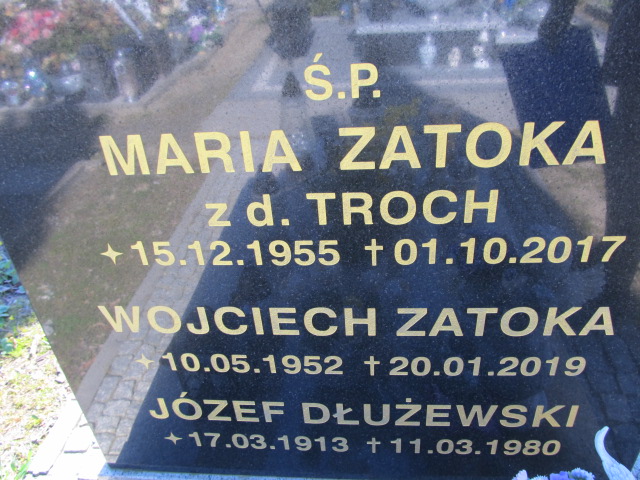 Ś.P.
MARIA ZATOKA
z d. TROCH
✦15.12.1955 †01.10.2017
WOJCIECH ZATOKA
✦10.05.1952 †20.01.2019
JÓZEF DŁUŻEWSKI
✦17.03.1913 †11.03.1980